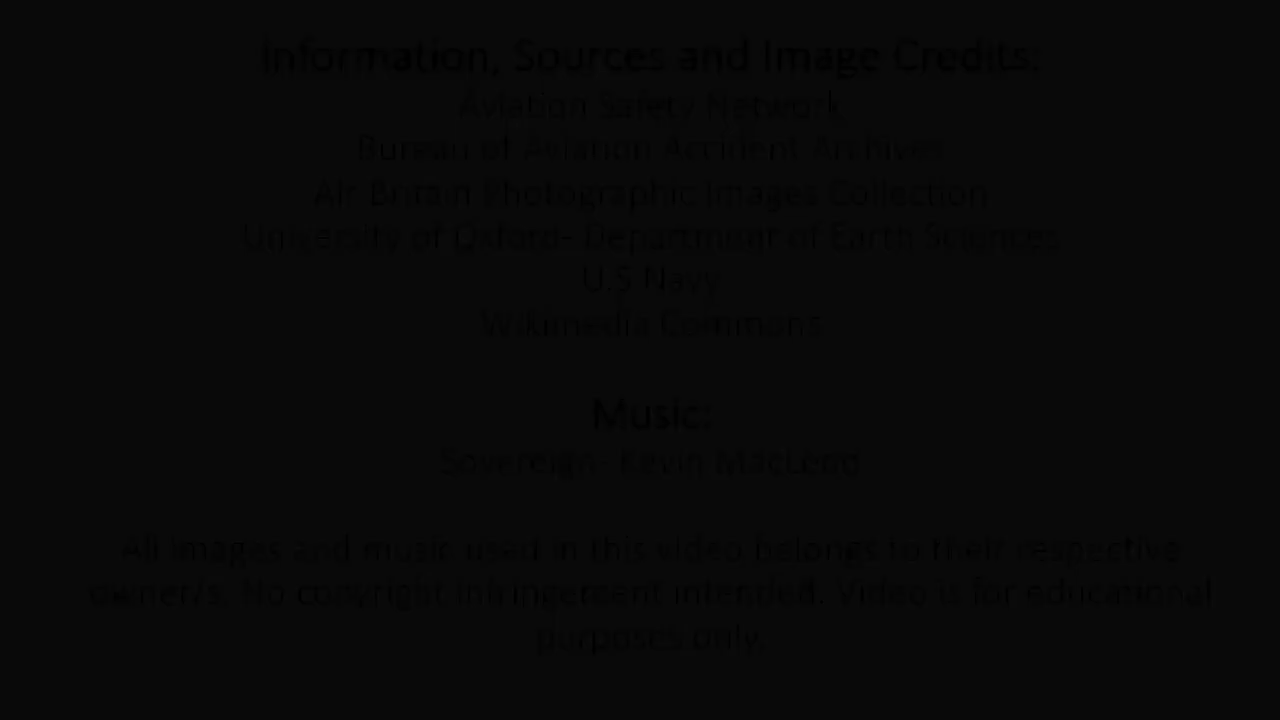 Information, Sources and Image Credits:
Aviation Safety Network
Bureau of Aviation Accident Archives
Air Britain Photographic Images Collection
University of Oxford- Department of Earth Sciences
U.S Navy
Wikimedia Commons
Music:
Sovereign- Kevin MacLeod
All images and music used in this video belongs to their respective
owner/s. No copyright infringement intended. Video is for educational
purposes only.